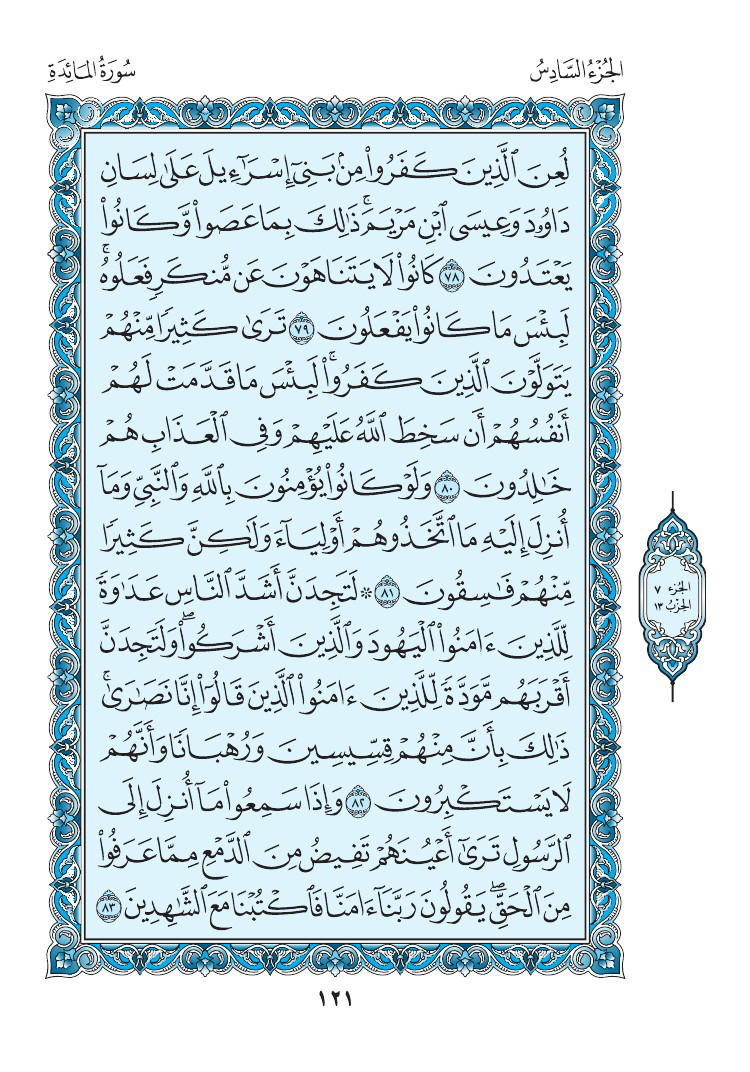 الجُزْءُ السَّادِسُ
سُورَةُ المَائِدَةِ
لُعِنَ ٱلَّذِينَ كَفَرُوا۟ مِنۢ بَنِىٓ إِسْرَٰٓءِيلَ عَلَىٰ لِسَانِ
دَاوُۥدَ وَعِيسَى ٱبْنِ مَرْيَمَ ۚ ذَٰلِكَ بِمَا عَصَوا۟ وَّكَانُوا۟
يَعْتَدُونَ ٧٨ كَانُوا۟ لَا يَتَنَاهَوْنَ عَن مُّنكَرٍ فَعَلُوهُ ۚ
لَبِئْسَ مَا كَانُوا۟ يَفْعَلُونَ ٧٩ تَرَىٰ كَثِيرًا مِّنْهُمْ
يَتَوَلَّوْنَ ٱلَّذِينَ كَفَرُوا۟ ۚ لَبِئْسَ مَا قَدَّمَتْ لَهُمْ
أَنفُسُهُمْ أَن سَخِطَ ٱللَّهُ عَلَيْهِمْ وَفِى ٱلْعَذَابِ هُمْ
خَٰلِدُونَ ٨٠ وَلَوْ كَانُوا۟ يُؤْمِنُونَ بِٱللَّهِ وَٱلنَّبِىِّ وَمَآ
أُنزِلَ إِلَيْهِ مَا ٱتَّخَذُوهُمْ أَوْلِيَآءَ وَلَٰكِنَّ كَثِيرًا
مِّنْهُمْ فَٰسِقُونَ ٨١ ۞ لَتَجِدَنَّ أَشَدَّ ٱلنَّاسِ عَدَٰوَةً
لِّلَّذِينَ ءَامَنُوا۟ ٱلْيَهُودَ وَٱلَّذِينَ أَشْرَكُوا۟ ۖ وَلَتَجِدَنَّ
أَقْرَبَهُم مَّوَدَّةً لِّلَّذِينَ ءَامَنُوا۟ ٱلَّذِينَ قَالُوٓا۟ إِنَّا نَصَٰرَىٰ ۚ
ذَٰلِكَ بِأَنَّ مِنْهُمْ قِسِّيسِينَ وَرُهْبَانًا وَأَنَّهُمْ
لَا يَسْتَكْبِرُونَ ٨٢ وَإِذَا سَمِعُوا۟ مَآ أُنزِلَ إِلَى
ٱلرَّسُولِ تَرَىٰٓ أَعْيُنَهُمْ تَفِيضُ مِنَ ٱلدَّمْعِ مِمَّا عَرَفُوا۟
مِنَ ٱلْحَقِّ ۖ يَقُولُونَ رَبَّنَآ ءَامَنَّا فَٱكْتُبْنَا مَعَ ٱلشَّٰهِدِينَ ٨٣
الجُزء ٧
الحِزْبُ ١٣
١٢١